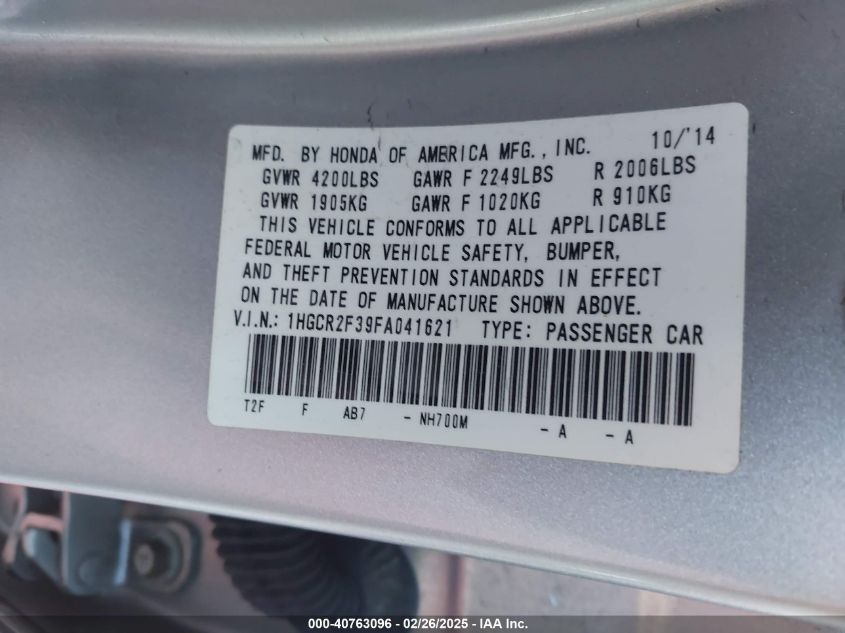 MFD. BY HONDA OF AMERICA MFG., INC. 10/'14
GVWR 4200LBS GAWR F 2249LBS R 2006LBS
GVWR 1905KG GAWR F 1020KG R 910KG
THIS VEHICLE CONFORMS TO ALL APPLICABLE
FEDERAL MOTOR VEHICLE SAFETY, BUMPER,
AND THEFT PREVENTION STANDARDS IN EFFECT
ON THE DATE OF MANUFACTURE SHOWN ABOVE.
V.I.N.: 1HGCR2F39FA041621 TYPE: PASSENGER CAR
T2F F AB7 - NH700M - A - A
000-40763096 - 02/26/2025 - IAA Inc.